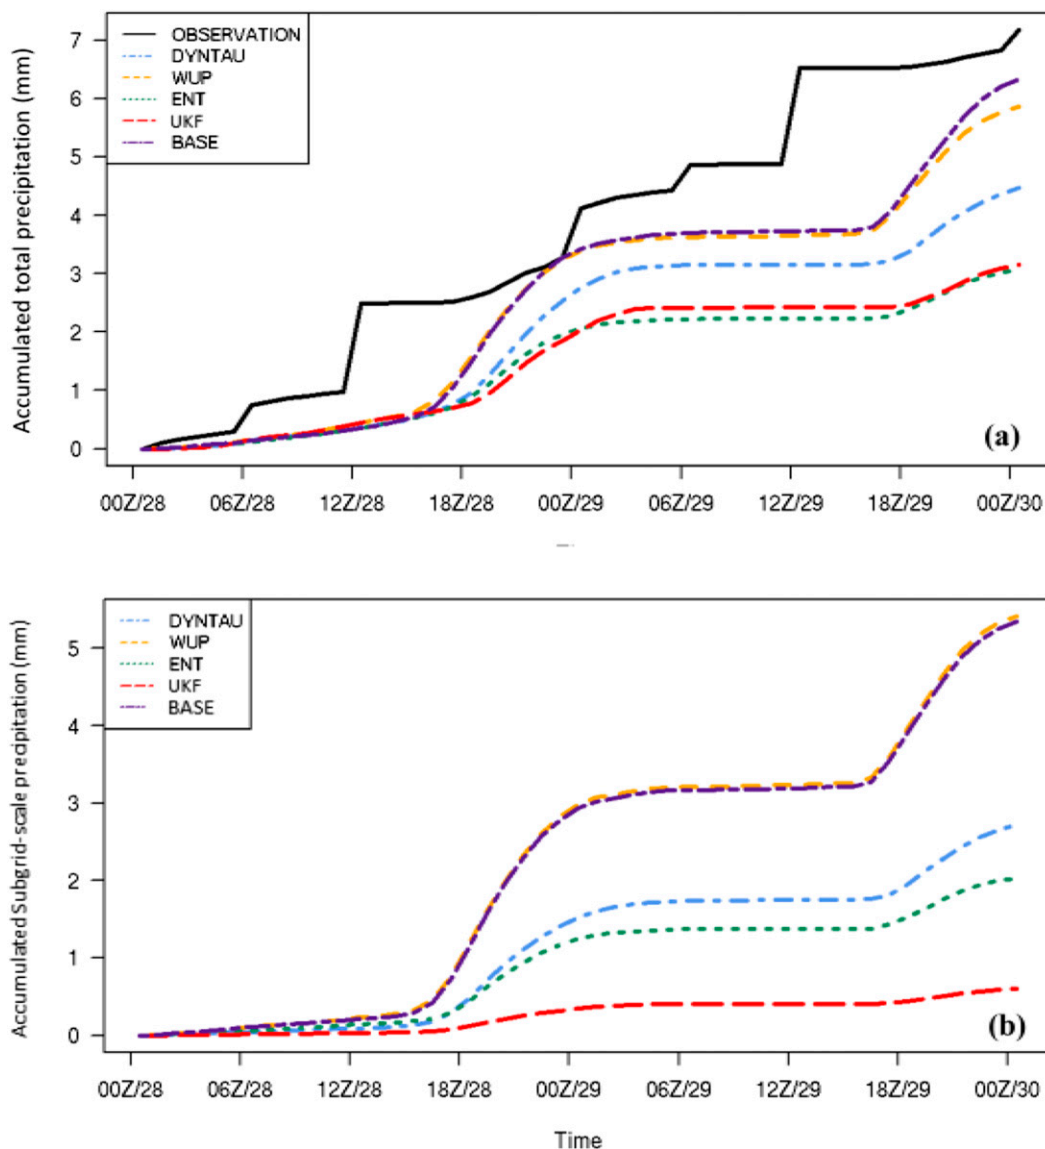 Accumulated total precipitation (mm)
7
6
5
4
3
2
1
0
OBSERVATION
DYNTAU
WUP
ENT
UKF
BASE
(a)
00Z/28 06Z/28 12Z/28 18Z/28 00Z/29 06Z/29 12Z/29 18Z/29 00Z/30
Accumulated Subgrid-scale precpitation (mm)
5
4
3
2
1
0
DYNTAU
WUP
ENT
UKF
BASE
(b)
00Z/28 06Z/28 12Z/28 18Z/28 00Z/29 06Z/29 12Z/29 18Z/29 00Z/30
Time